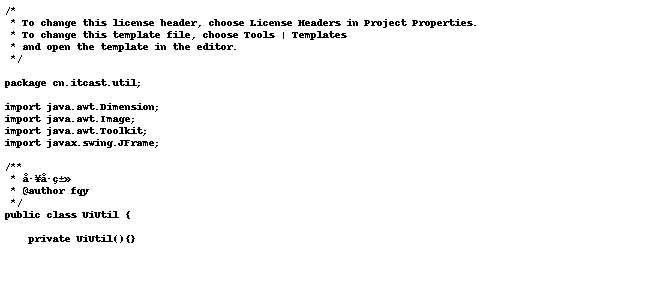 /*
 * To change this license header, choose License Headers in Project Properties.
 * To change this template file, choose Tools | Templates
 * and open the template in the editor.
 */
package cn.itcast.util;
import java.awt.Dimension;
import java.awt.Image;
import java.awt.Toolkit;
import javax.swing.JFrame;
/**
 * å·¥å·ç±»
 * @author fqy
 */
public class UiUtil {
    private UiUtil(){}